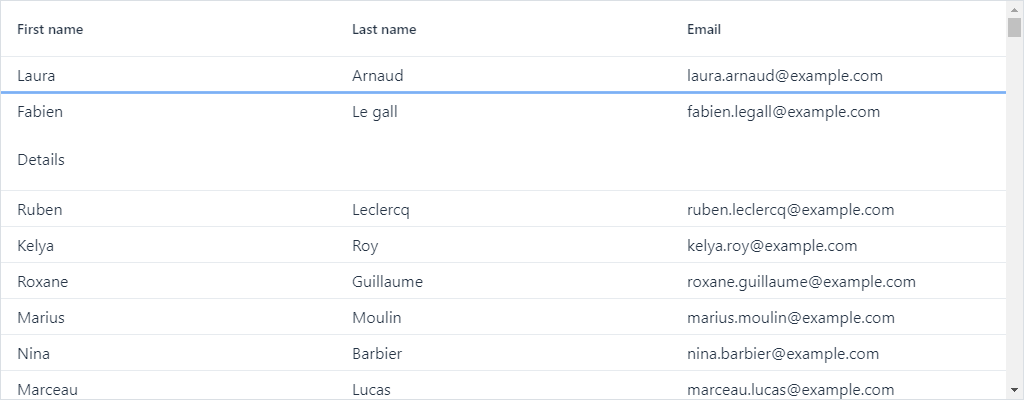 First name Last name Email
Laura Arnaud laura.arnaud@example.com
Fabien Le gall fabien.legall@example.com
Details
Ruben Leclercq ruben.leclercq@example.com
Kelya Roy kelya.roy@example.com
Roxane Guillaume roxane.guillaume@example.com
Marius Moulin marius.moulin@example.com
Nina Barbier nina.barbier@example.com
Marceau Lucas marceau.lucas@example.com